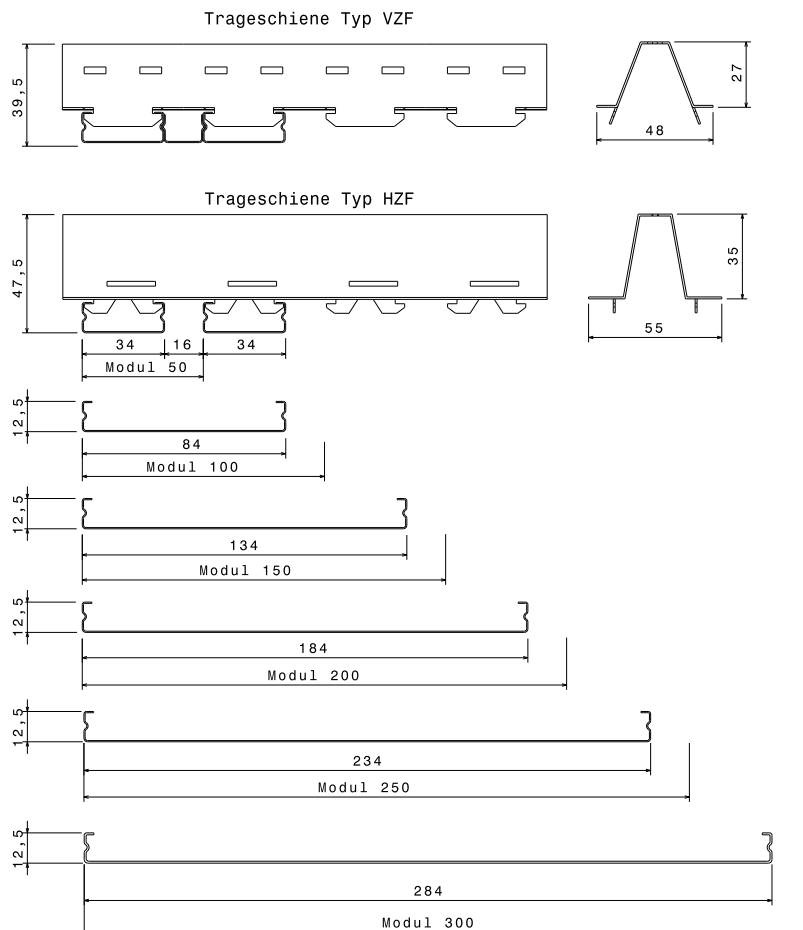 Trageschiene Typ VZF
39,5
27
48
Trageschiene Typ HZF
47,5
35
55
34 16 34
Modul 50
12,5
84
Modul 100
12,5
134
Modul 150
12,5
184
Modul 200
12,5
234
Modul 250
12,5
284
Modul 300